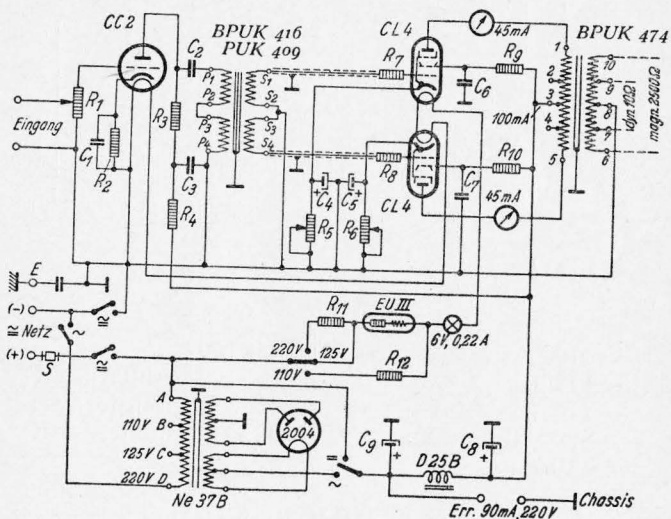 CC2
BPUK 416
PUK 409
CL4
45mA
BPUK 474
C2
P1
P2
P3
P4
S1
S2
S3
S4
R7
C6
R9
1
2
3
4
5
10
9
8
7
6
dyn. 10Ω
magn. 2500Ω
100mA
Eingang
R1
C1
R2
R3
C3
R4
R8
R10
C4
+
C5
+
CL4
C7
45mA
R5
R6
E
(-)
≅
≅ Netz
~
(+)
S
≅
R11
EU III
220V
125V
110V
R12
6V, 0,22A
A
110V B
125V C
220V D
2004
Ne 37B
=
~
C9
+
D25B
C8
+
Err. 90mA, 220V
Chassis